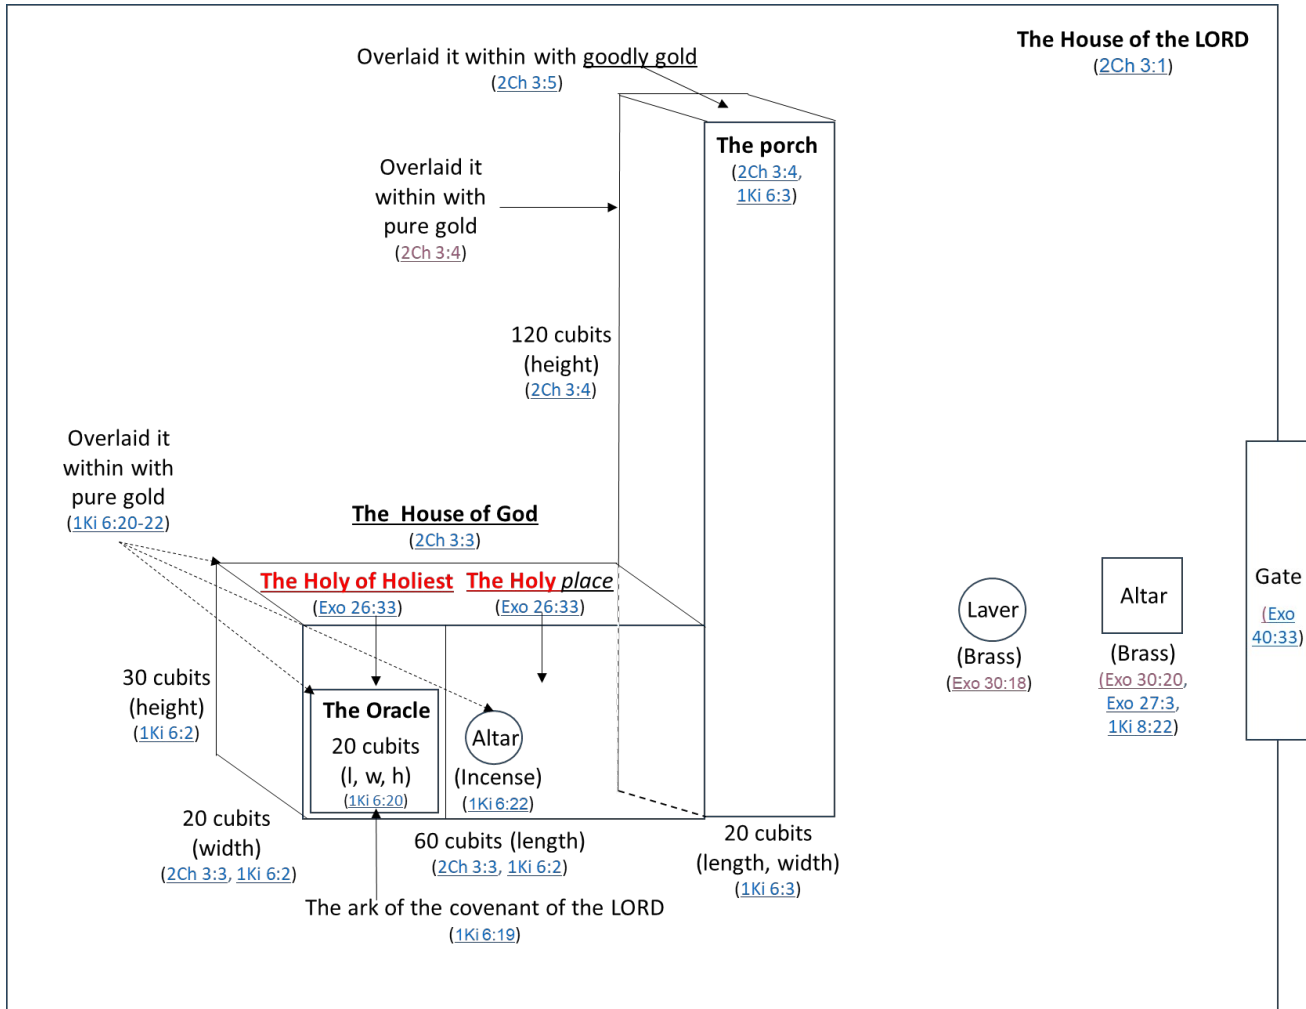 The House of the LORD
(2Ch 3:1)
Overlaid it within with goodly gold
(2Ch 3:5)
The porch
(2Ch 3:4,
1Ki 6:3)
Overlaid it
within with
pure gold
(2Ch 3:4)
120 cubits
(height)
(2Ch 3:4)
Overlaid it
within with
pure gold
(1Ki 6:20-22)
The House of God
(2Ch 3:3)
The Holy of Holiest
(Exo 26:33)
The Holy place
(Exo 26:33)
30 cubits
(height)
(1Ki 6:2)
The Oracle
20 cubits
(l, w, h)
(1Ki 6:20)
Altar
(Incense)
(1Ki 6:22)
20 cubits
(width)
(2Ch 3:3, 1Ki 6:2)
60 cubits (length)
(2Ch 3:3, 1Ki 6:2)
20 cubits
(length, width)
(1Ki 6:3)
The ark of the covenant of the LORD
(1Ki 6:19)
Laver
(Brass)
(Exo 30:18)
Altar
(Brass)
(Exo 30:20,
Exo 27:3,
1Ki 8:22)
Gate
(Exo
40:33)